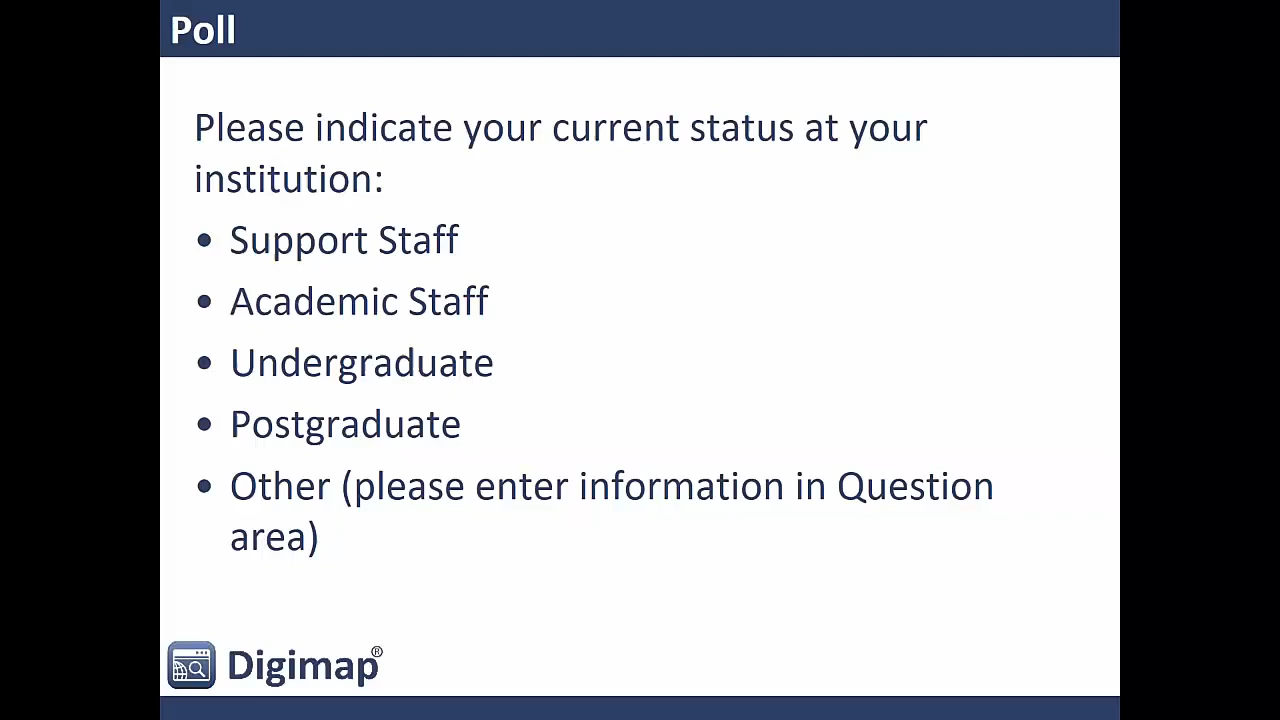 Poll
Please indicate your current status at your
institution:
• Support Staff
• Academic Staff
• Undergraduate
• Postgraduate
• Other (please enter information in Question
area)
Digimap®